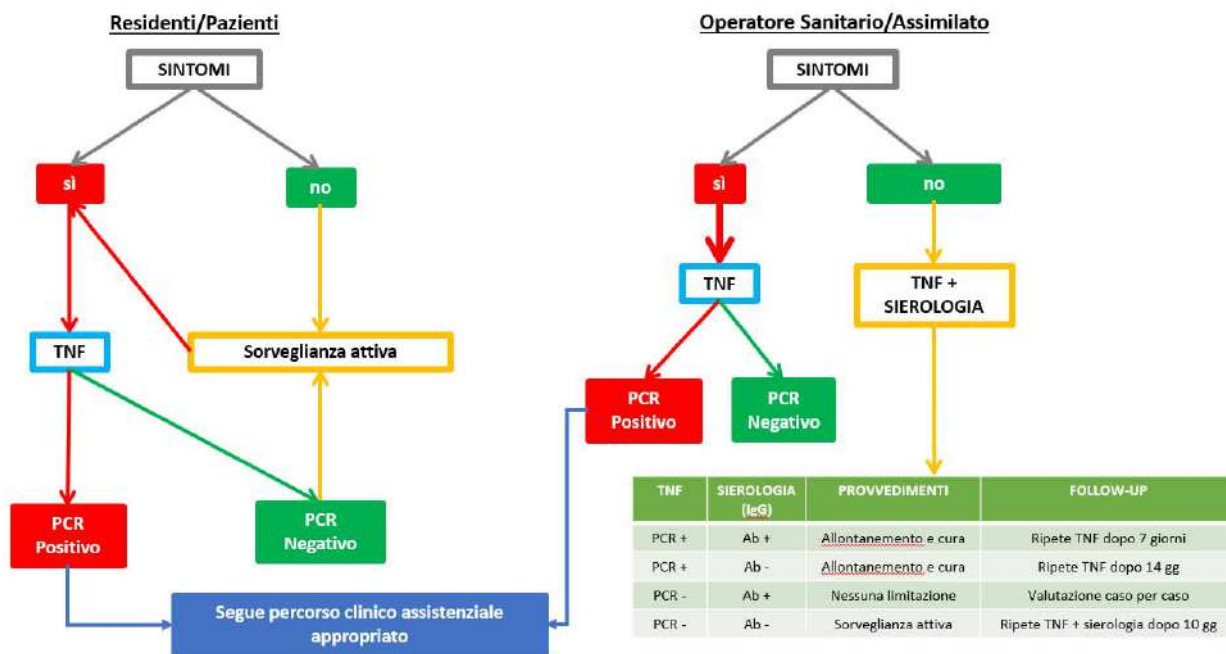 Residenti/Pazienti
SINTOMI
sì
no
TNF
Sorveglianza attiva
PCR
Positivo
PCR
Negativo
Operatore Sanitario/Assimilato
SINTOMI
sì
no
TNF
TNF +
SIEROLOGIA
PCR
Positivo
PCR
Negativo
Segue percorso clinico assistenziale
appropriato
TNF SIEROLOGIA (IgG) PROVVEDIMENTI FOLLOW-UP
PCR + Ab + Allontanemento e cura Ripete TNF dopo 7 giorni
PCR + Ab - Allontanemento e cura Ripete TNF dopo 14 gg
PCR - Ab + Nessuna limitazione Valutazione caso per caso
PCR - Ab - Sorveglianza attiva Ripete TNF + sierologia dopo 10 gg